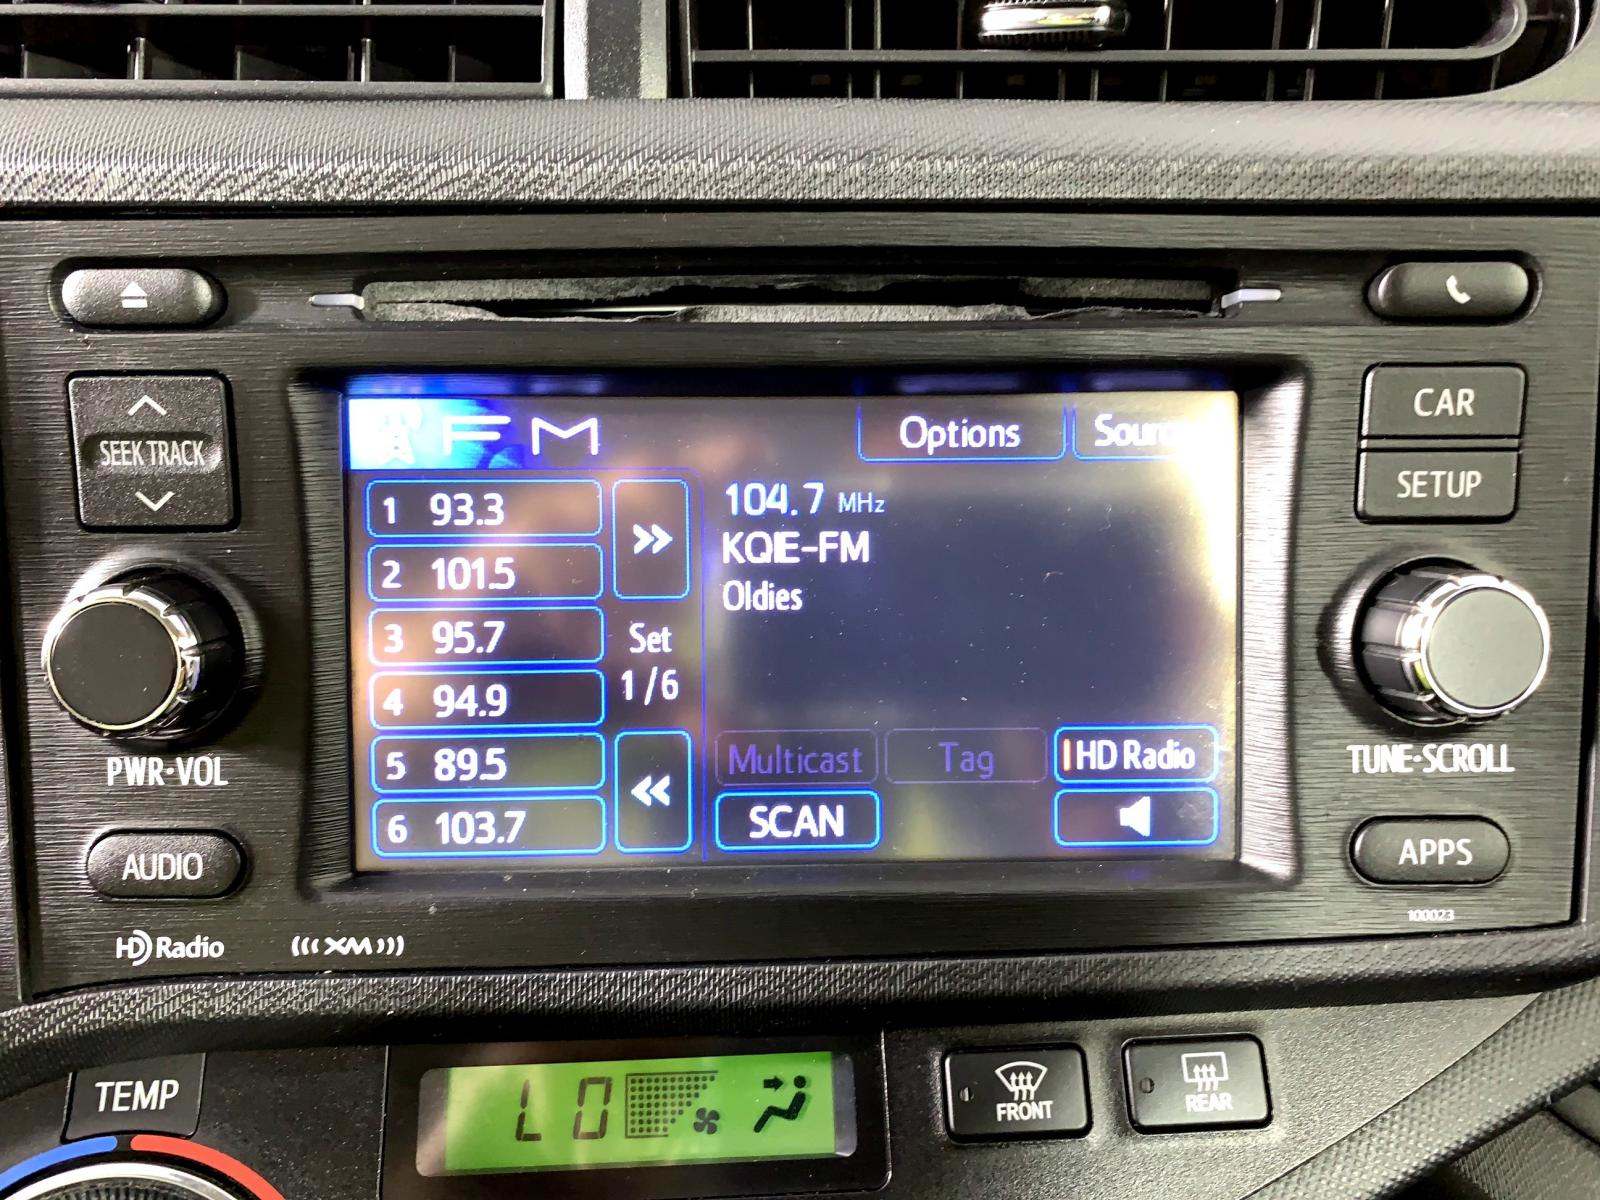 SEEK TRACK
PWR•VOL
AUDIO
HD Radio
(((XM)))
FM
Options
1 93.3
2 101.5
3 95.7
4 94.9
5 89.5
6 103.7
>>
Set
1/6
<<
104.7 MHz
KQIE-FM
Oldies
Multicast
Tag
HD Radio
SCAN
CAR
SETUP
TUNE•SCROLL
APPS
100023
TEMP
LO
FRONT
REAR